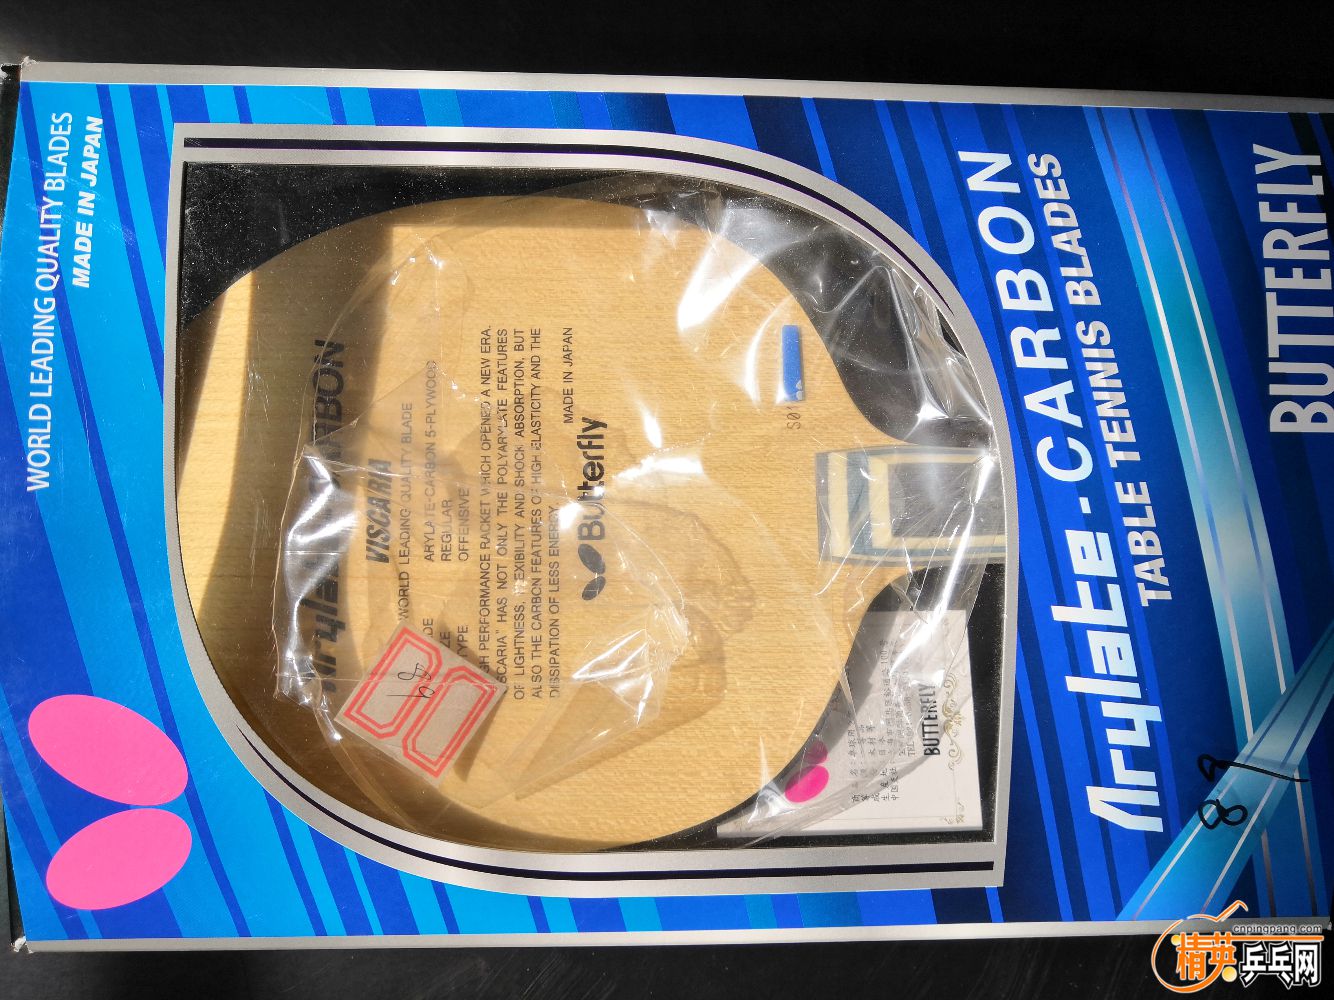 WORLD LEADING QUALITY BLADES
MADE IN JAPAN
VISCARIA
WORLD LEADING QUALITY BLADE
ARYLATE-CARBON 5-PLYWOOD
REGULAR
TYPE OFFENSIVE
PERFORMANCE RACKET WHICH OPENED A NEW ERA.
HAS NOT ONLY THE POLYARYLATE FEATURES
OF LIGHTNESS, FLEXIBILITY AND SHOCK ABSORPTION, BUT
ALSO THE CARBON FEATURES OF HIGH ELASTICITY AND THE
DISSIPATION OF LESS ENERGY.
MADE IN JAPAN
Butterfly
S01
BUTTERFLY
Arylate-CARBON
TABLE TENNIS BLADES
BUTTERFLY
cnpingpang.com
精英乒乓网